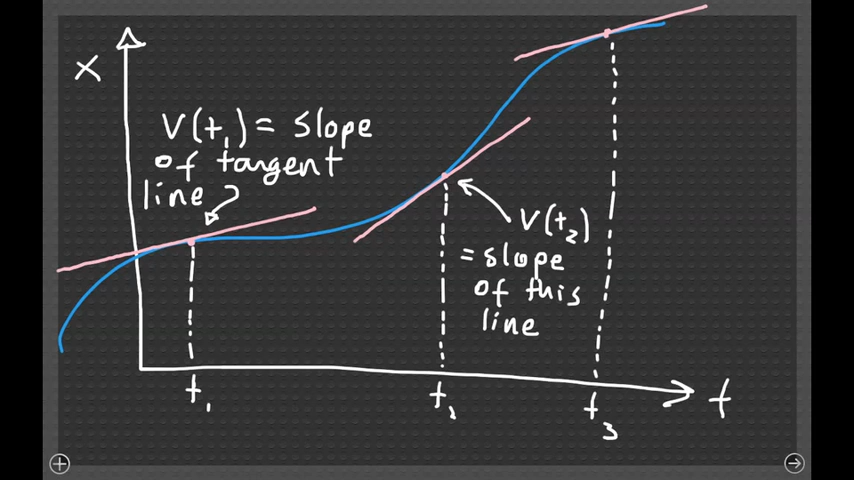 x
V(t₁) = slope
of tangent
line
V(t₂)
= slope
of this
line
t₁
t₂
t₃
t